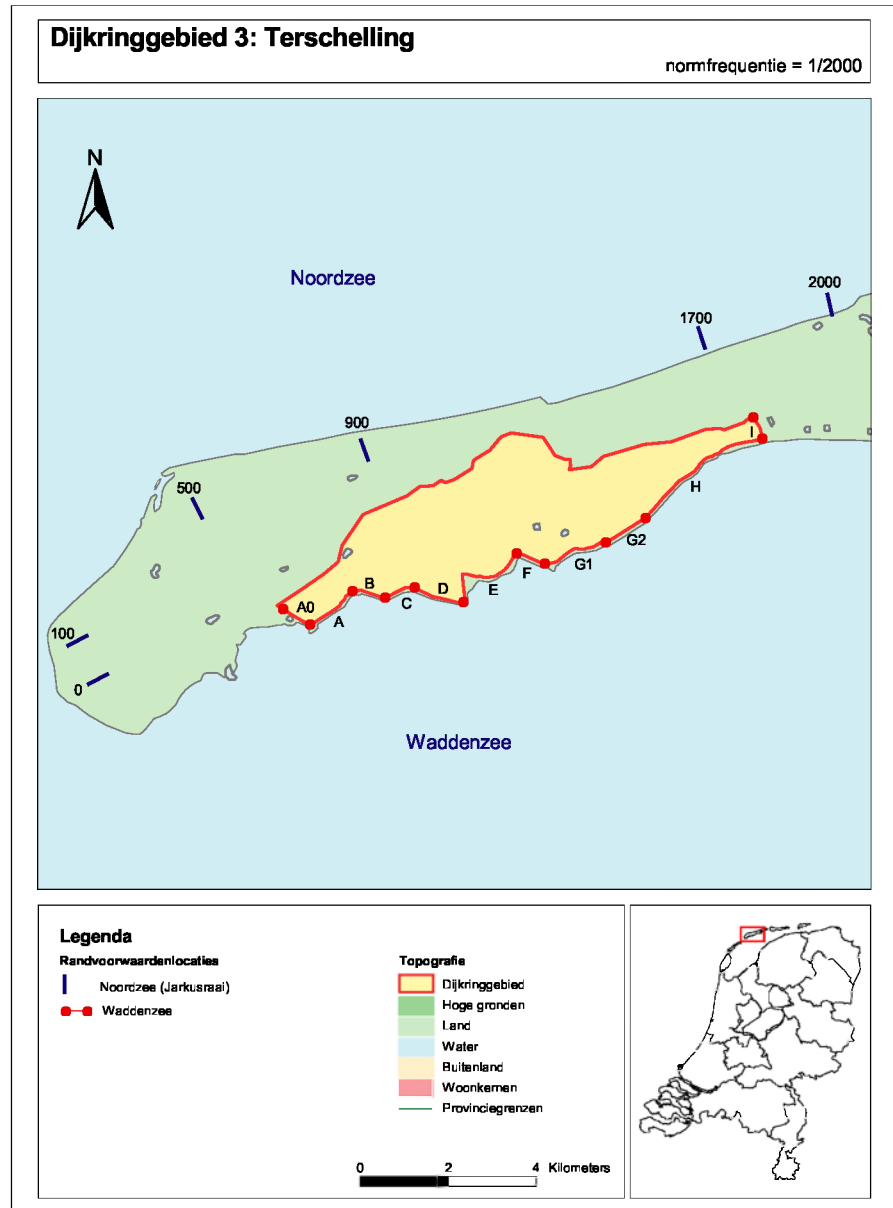 Dijkringgebied 3: Terschelling
normfrequentie = 1/2000
N
Noordzee
2000
1700
900
500
I
H
G2
G1
F
E
D
C
B
A
A0
100
0
Waddenzee
Legenda
Randvoorwaardenlocaties
Noordzee (Jarkusraai)
Waddenzee
Topografie
Dijkringgebied
Hoge gronden
Land
Water
Buitenland
Woonkernen
Provinciegrenzen
0 2 4 Kilometers